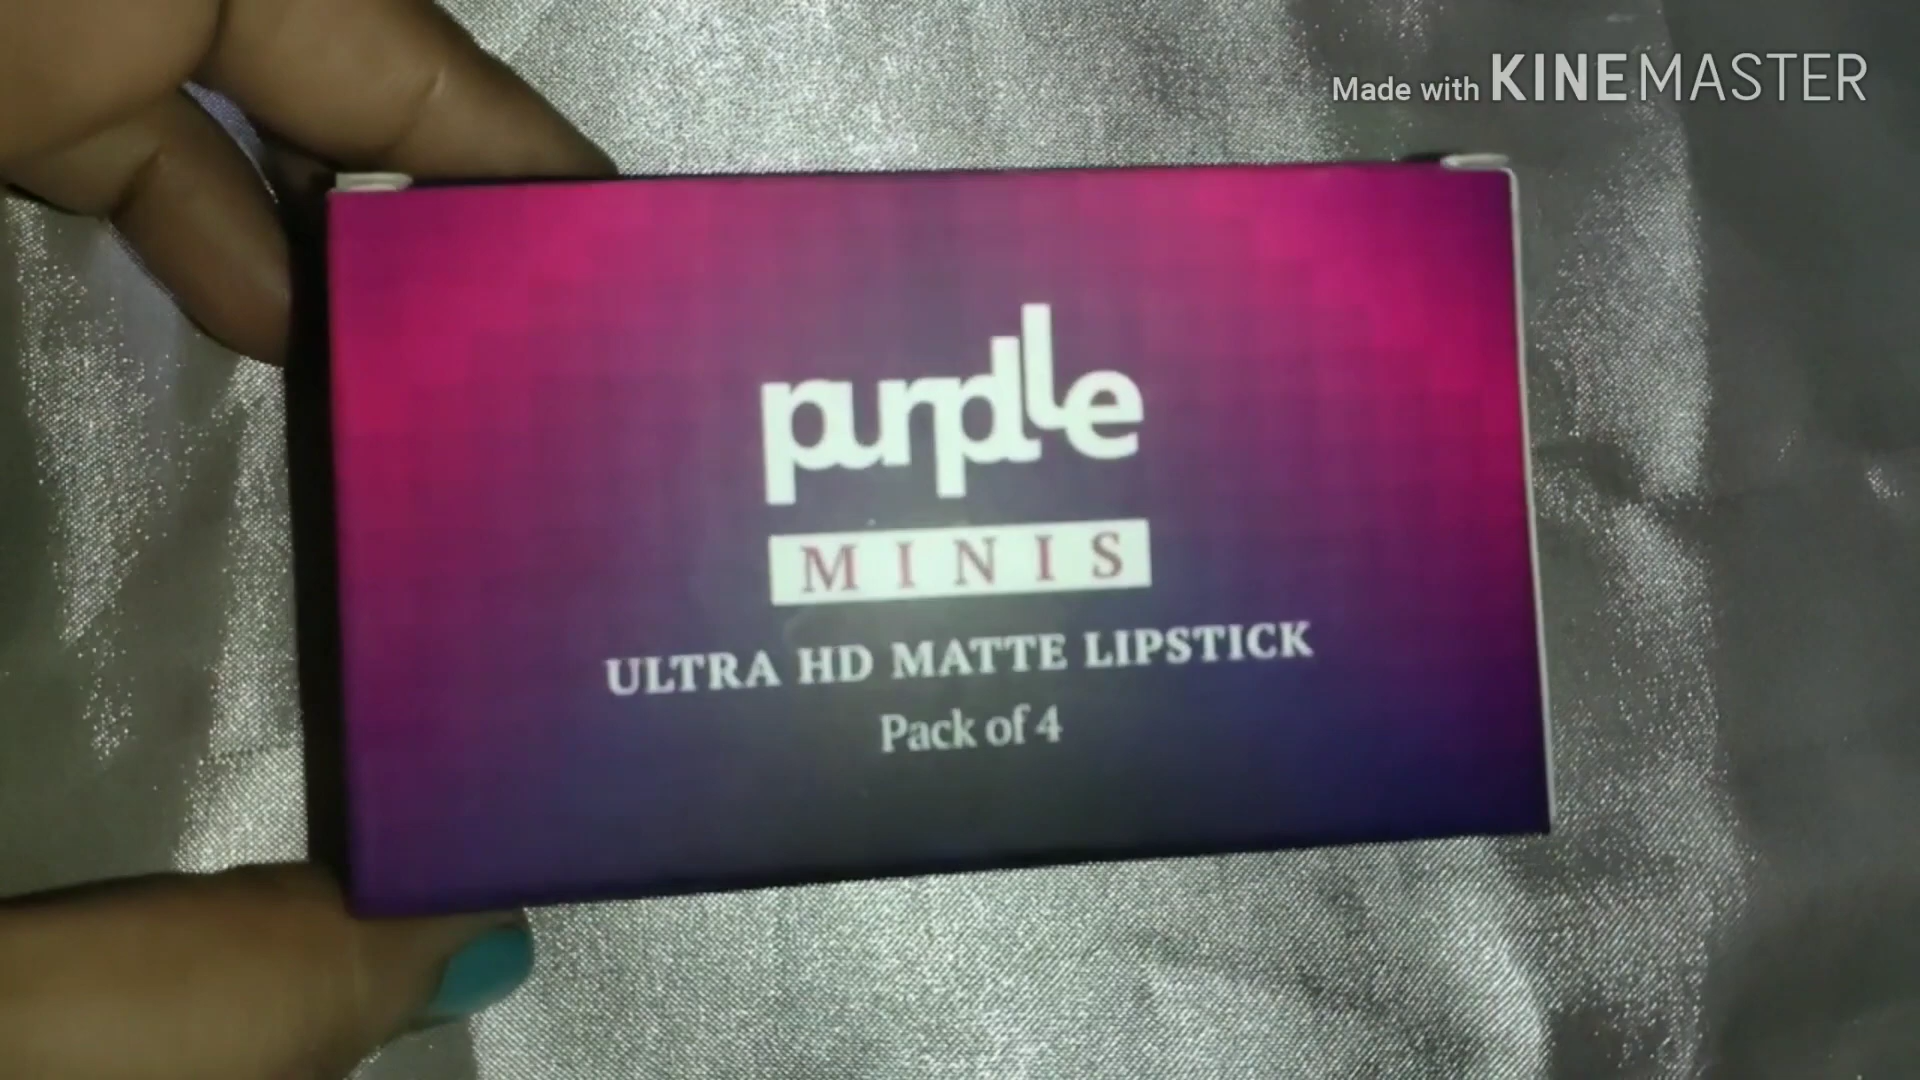 Made with KINEMASTER
purplle
MINIS
ULTRA HD MATTE LIPSTICK
Pack of 4